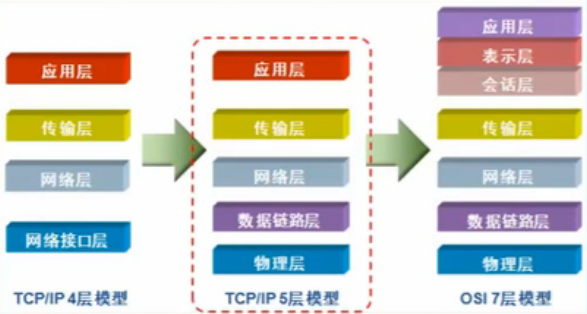 应用层
传输层
网络层
网络接口层
TCP/IP 4层模型
应用层
传输层
网络层
数据链路层
物理层
TCP/IP 5层模型
应用层
表示层
会话层
传输层
网络层
数据链路层
物理层
OSI 7层模型